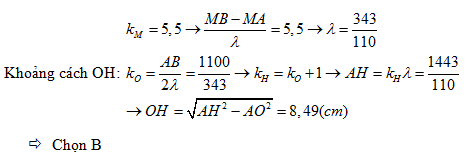 k_M = 5,5 → (MB − MA)/λ = 5,5 → λ = 343/110
Khoảng cách OH: k_O = AB/2λ = 1100/343 → k_H = k_O + 1 → AH = k_H λ = 1443/110
→ OH = √(AH² − AO²) = 8,49(cm)
⇨ Chọn B